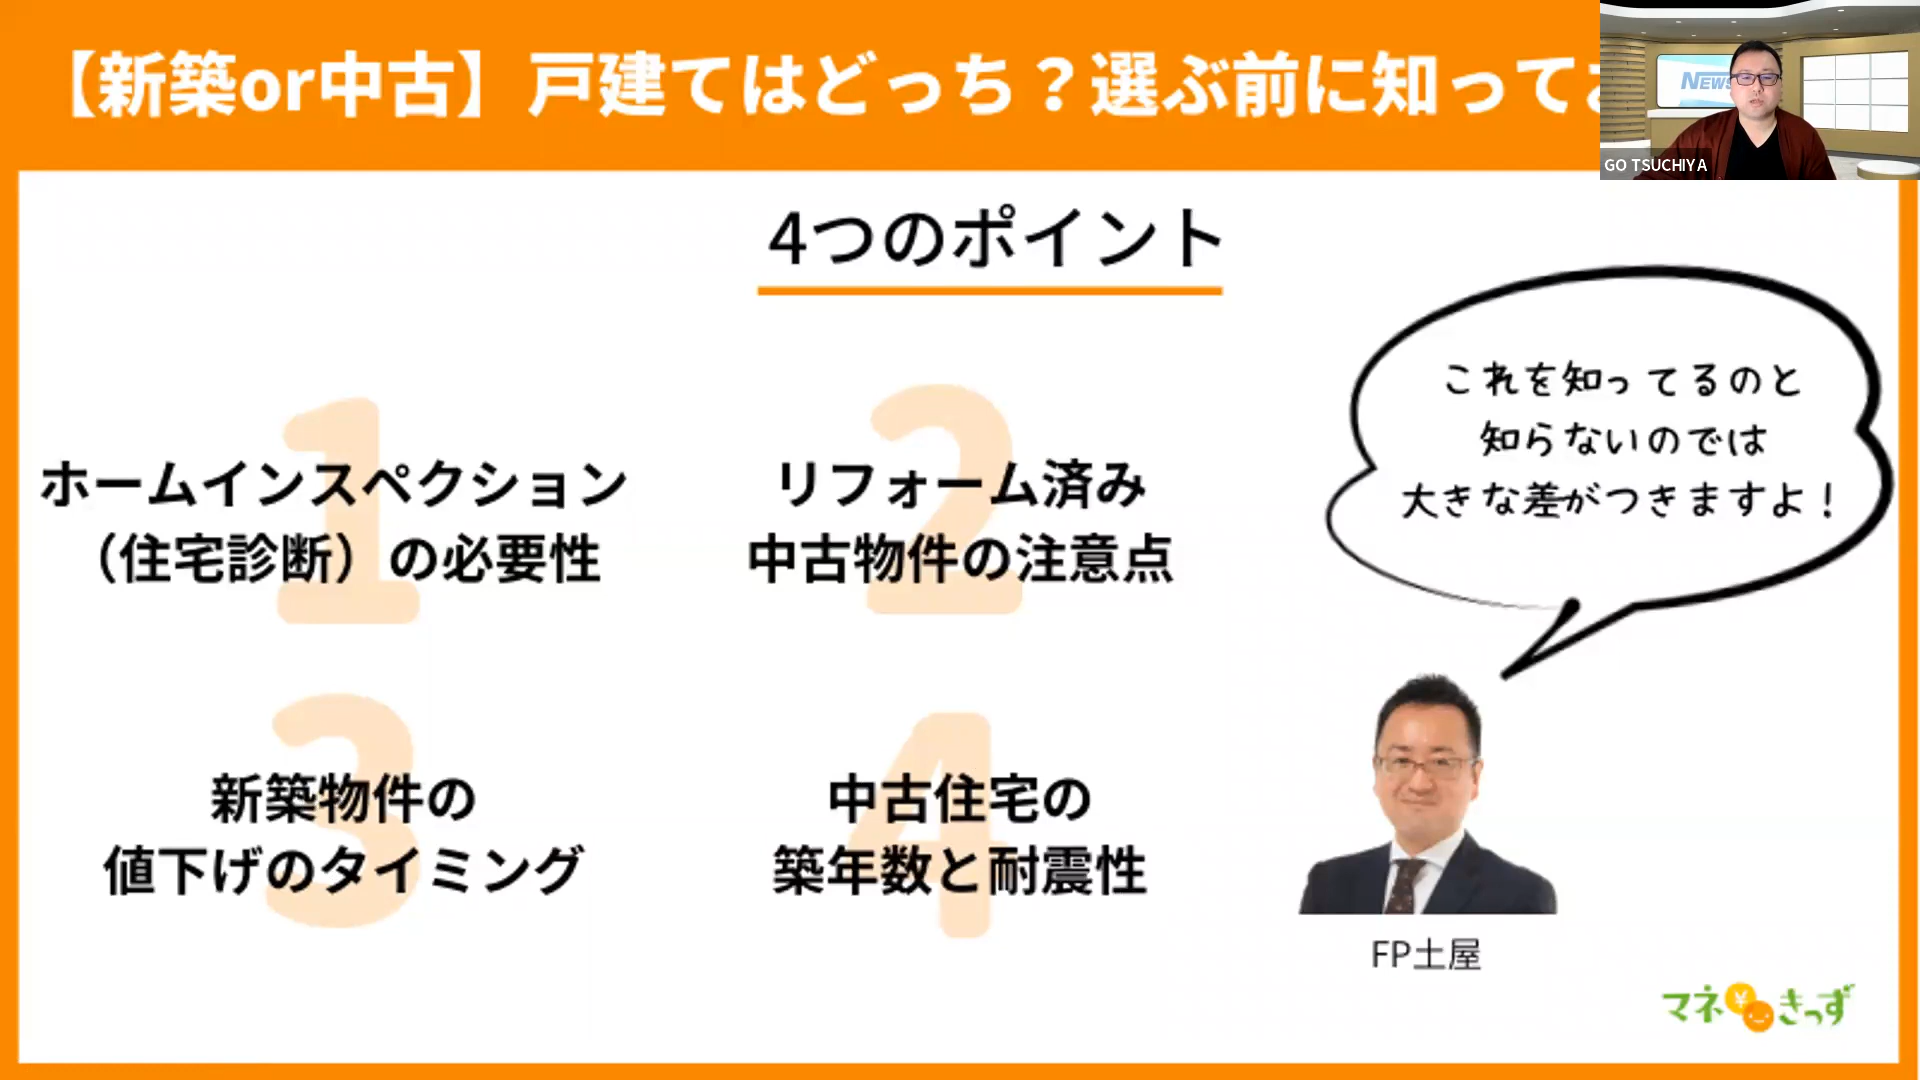 【新築or中古】戸建てはどっち？選ぶ前に知って
NEWS
GO TSUCHIYA
4つのポイント
1
ホームインスペクション
（住宅診断）の必要性
2
リフォーム済み
中古物件の注意点
これを知ってるのと
知らないのでは
大きな差がつきますよ！
3
新築物件の
値下げのタイミング
4
中古住宅の
築年数と耐震性
FP土屋
マネ¥きっず